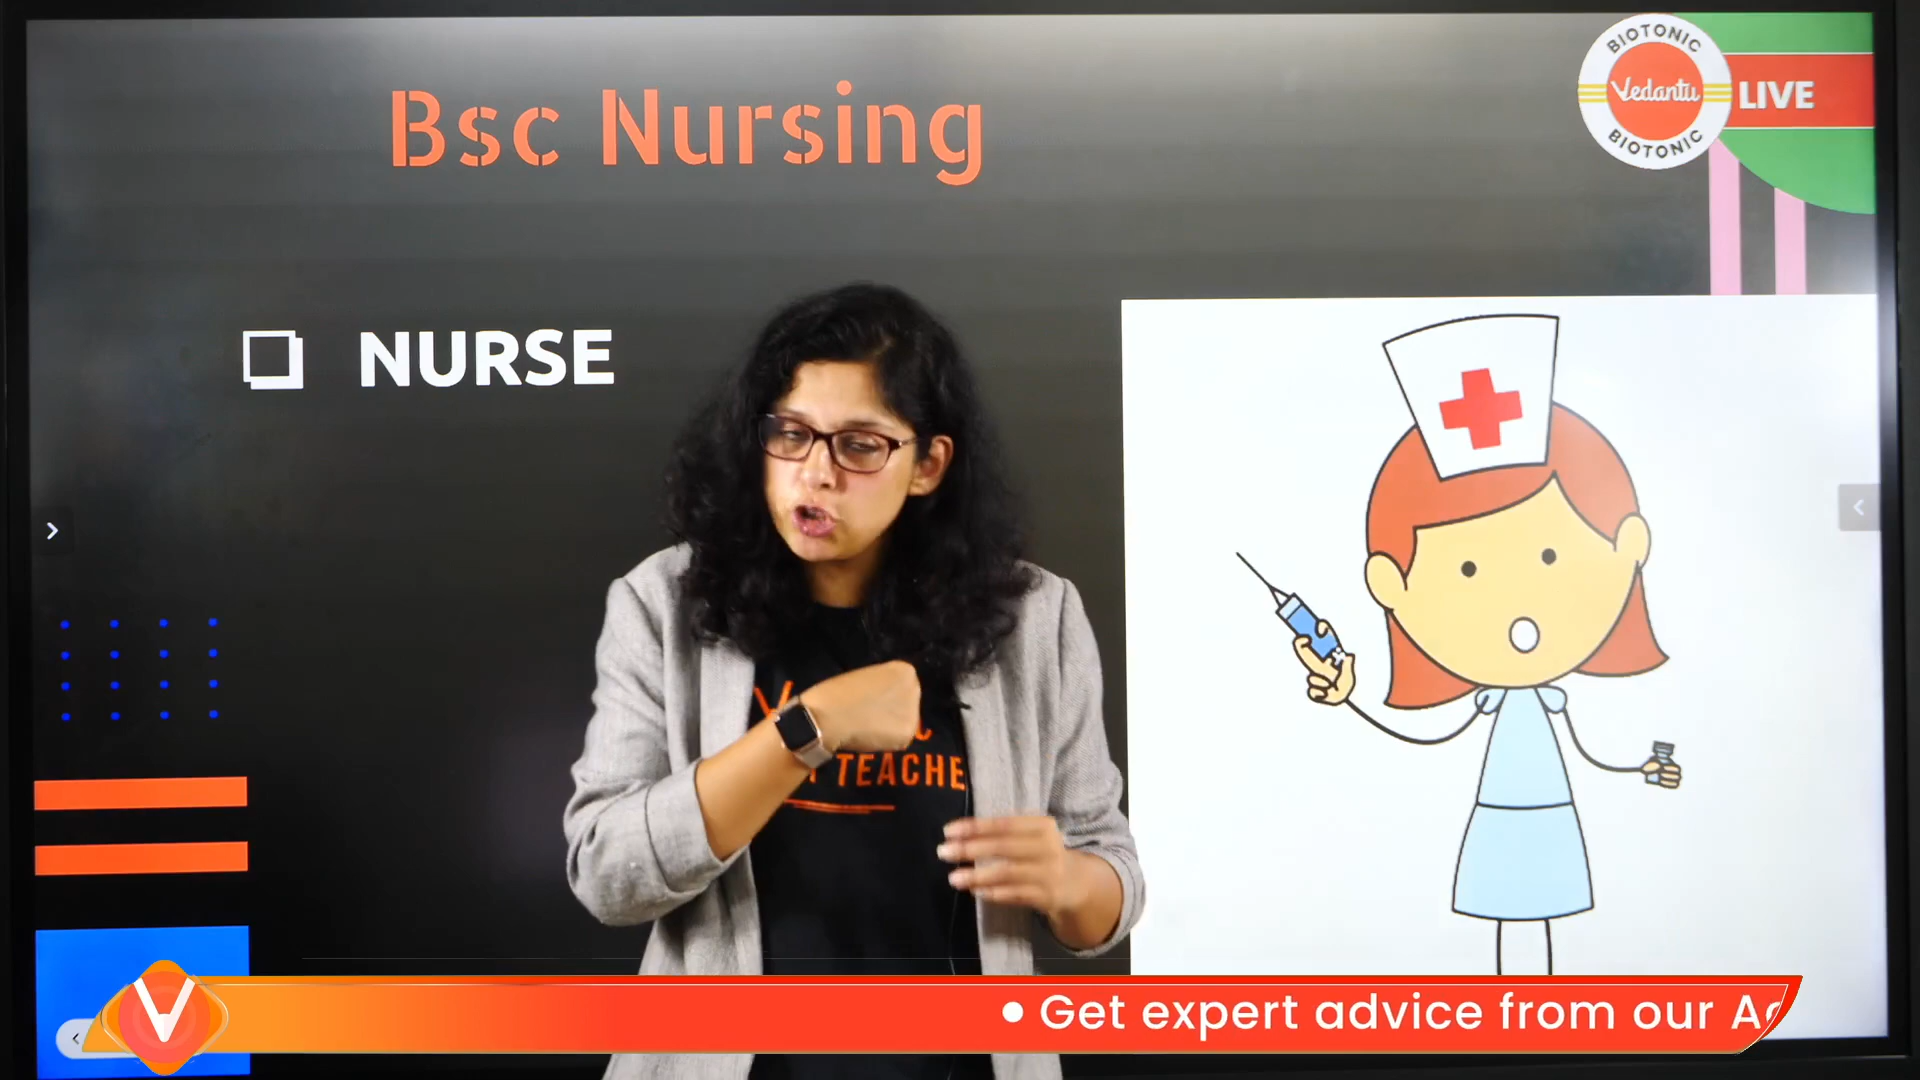 Bsc Nursing
BIOTONIC
Vedantu
LIVE
BIOTONIC
NURSE
TEACHE
V
• Get expert advice from our